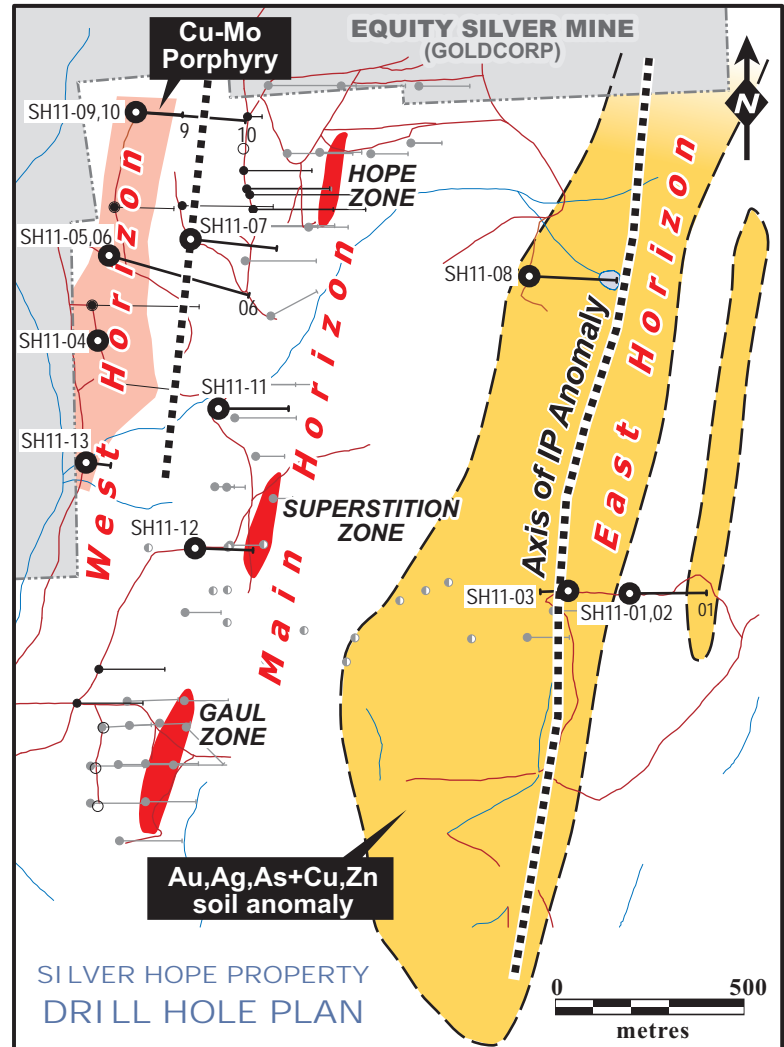 EQUITY SILVER MINE
(GOLDCORP)
Cu-Mo
Porphyry
N
SH11-09,10
9
10
HOPE
ZONE
SH11-07
SH11-05,06
06
SH11-08
SH11-04
SH11-11
SH11-13
West Horizon
Main Horizon
East Horizon
Axis of IP Anomaly
SUPERSTITION
ZONE
SH11-12
SH11-03
SH11-01,02
01
GAUL
ZONE
Au,Ag,As+Cu,Zn
soil anomaly
SILVER HOPE PROPERTY
DRILL HOLE PLAN
0 500
metres